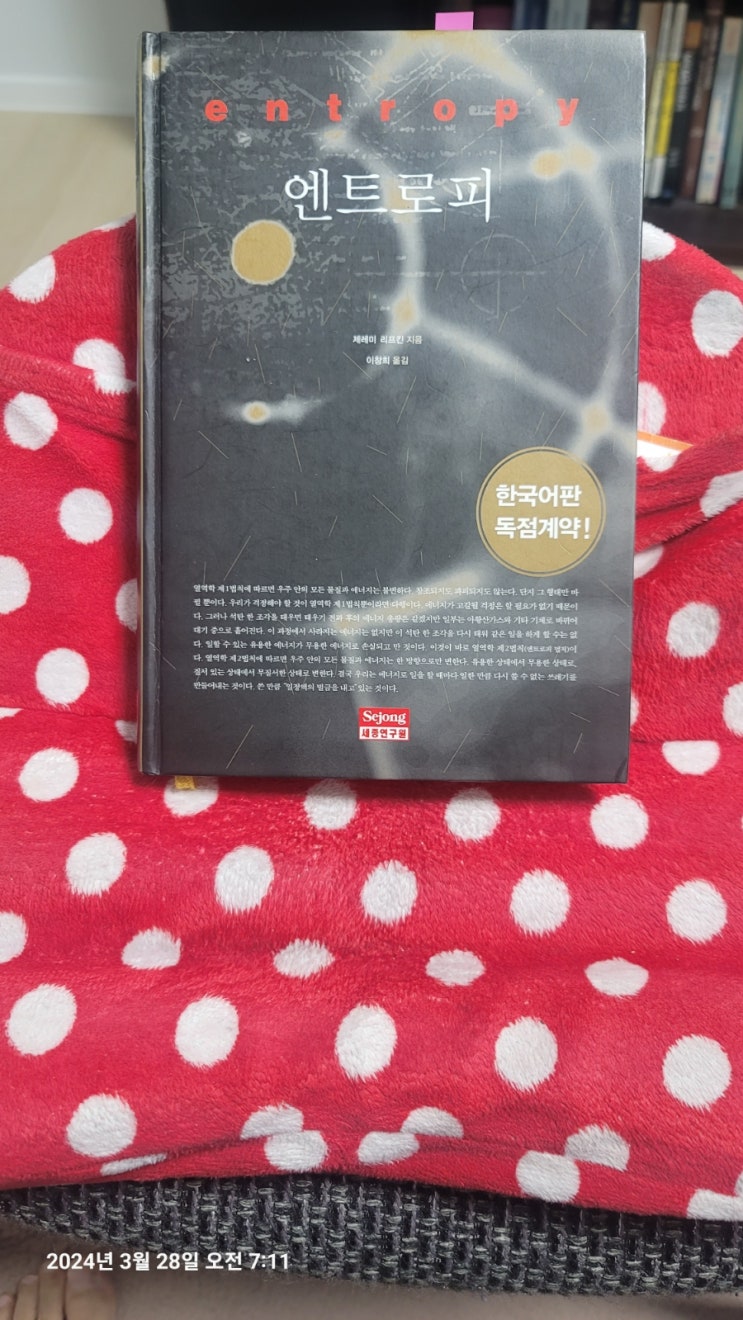 entropy
엔트로피
제레미 리프킨 지음
이창희 옮김
한국어판
독점계약!
열역학 제1법칙에 따르면 우주 안의 모든 물질과 에너지는 불변하다. 창조되지도 파괴되지도 않는다. 단지 그 형태만 바
뀔 뿐이다. 우리가 걱정해야 할 것이 열역학 제1법칙뿐이라면 다행이다. 에너지가 고갈될 걱정은 할 필요가 없기 때문이
다. 그러나 석탄 한 조각을 태우면 태우기 전과 후의 에너지 총량은 같겠지만 일부는 아황산가스와 기타 기체로 바뀌어
대기 중으로 흩어진다. 이 과정에서 사라지는 에너지는 없지만 이 석탄 한 조각을 다시 태워 같은 일을 하게 할 수는 없
다. 일할 수 있는 유용한 에너지가 무용한 에너지로 손실되고 만 것이다. 이것이 바로 열역학 제2법칙(엔트로피 법칙)이
다. 열역학 제2법칙에 따르면 우주 안의 모든 물질과 에너지는 한 방향으로만 변한다. 유용한 상태에서 무용한 상태로,
질서 있는 상태에서 무질서한 상태로 변한다. 결국 우리는 에너지로 일을 할 때마다 일한 만큼 다시 쓸 수 없는 쓰레기를
만들어내는 것이다. 쓴 만큼 '일정액의 벌금을 내고' 있는 것이다.
Sejong
세종연구원
2024년 3월 28일 오전 7:11